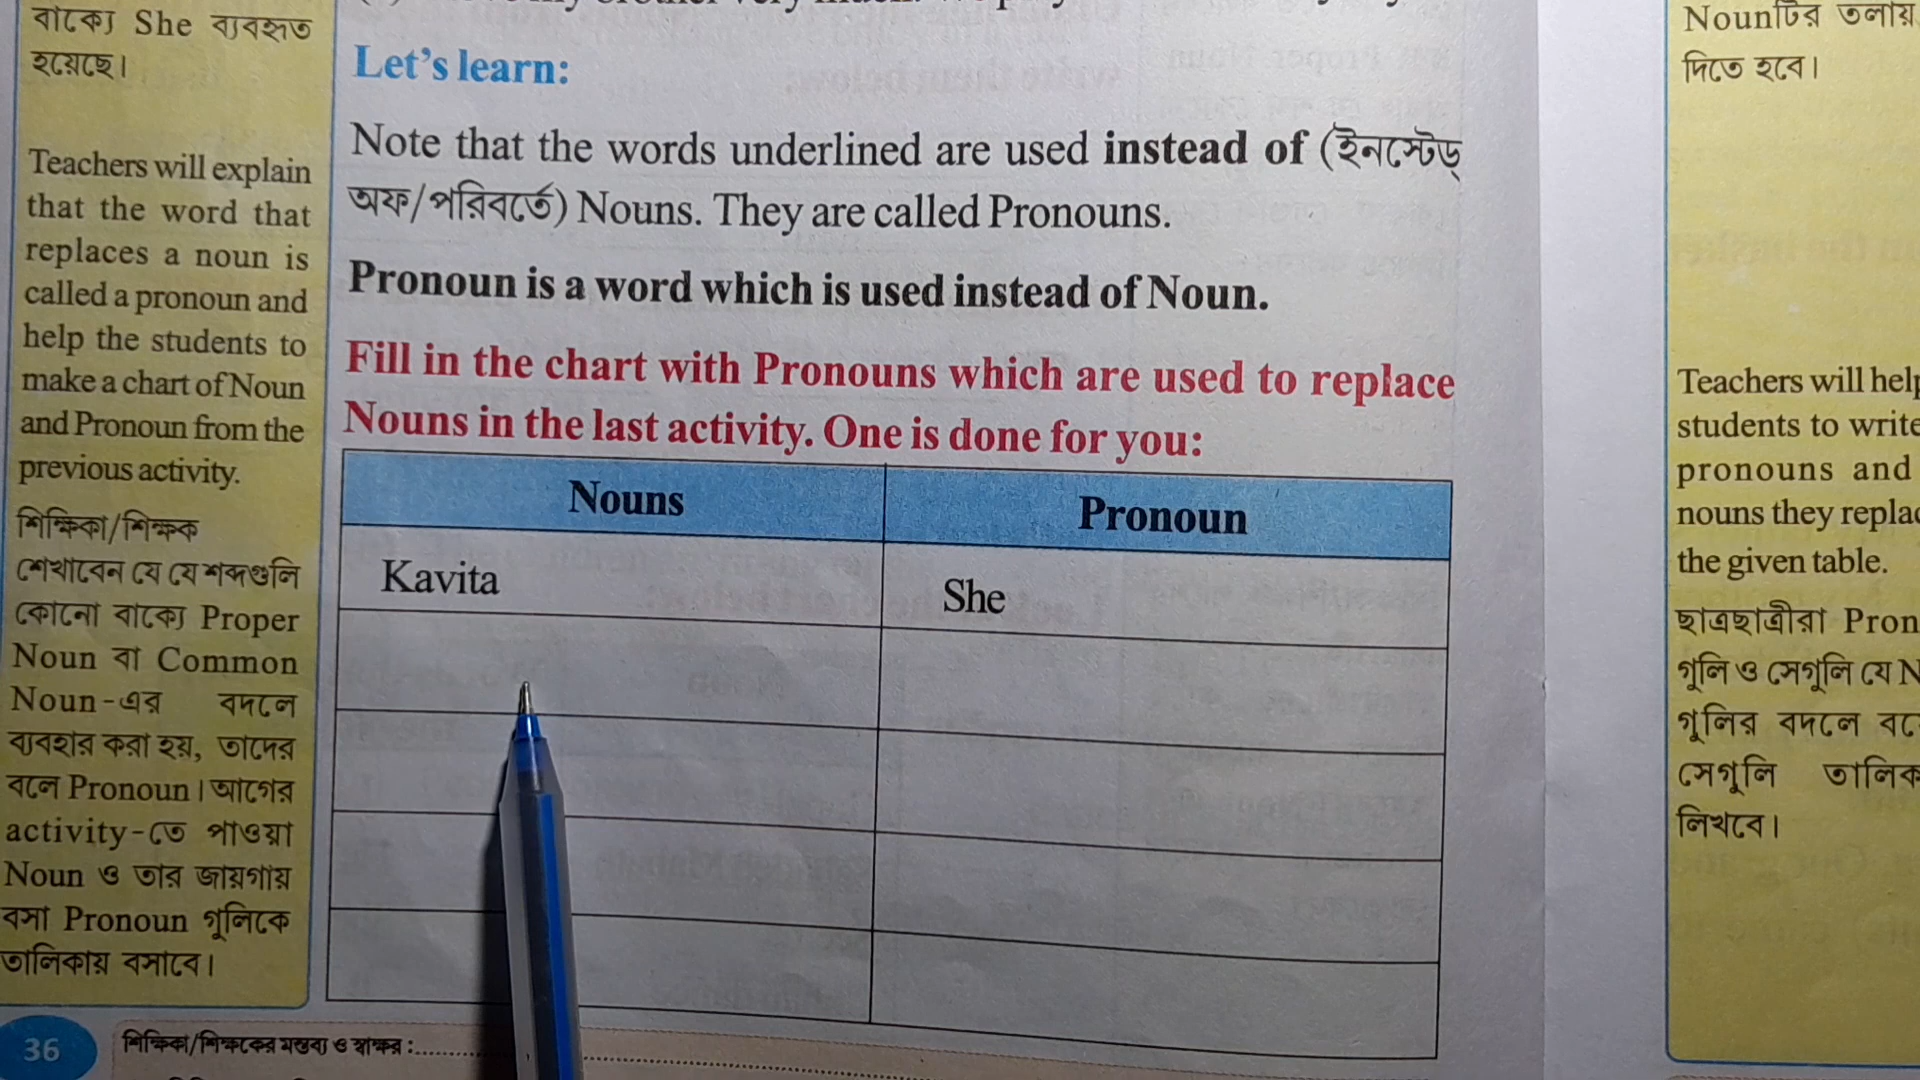 বাক্যে She ব্যবহৃত
হয়েছে।
Teachers will explain
that the word that
replaces a noun is
called a pronoun and
help the students to
make a chart of Noun
and Pronoun from the
previous activity.
শিক্ষিকা/শিক্ষক
শেখাবেন যে যে শব্দগুলি
কোনো বাক্যে Proper
Noun বা Common
Noun-এর বদলে
ব্যবহার করা হয়, তাদের
বলে Pronoun। আগের
activity-তে পাওয়া
Noun ও তার জায়গায়
বসা Pronoun গুলিকে
তালিকায় বসাবে।
36
Let's learn:
Note that the words underlined are used instead of (ইনস্টেড্
অফ/পরিবর্তে) Nouns. They are called Pronouns.
Pronoun is a word which is used instead of Noun.
Fill in the chart with Pronouns which are used to replace
Nouns in the last activity. One is done for you:
Nouns Pronoun
Kavita She
শিক্ষিকা/শিক্ষকের মন্তব্য ও স্বাক্ষর :
Nounটির তলায়
দিতে হবে।
Teachers will help
students to write
pronouns and
nouns they replac
the given table.
ছাত্রছাত্রীরা Pron
গুলি ও সেগুলি যে N
গুলির বদলে বসে
সেগুলি তালিক
লিখবে।